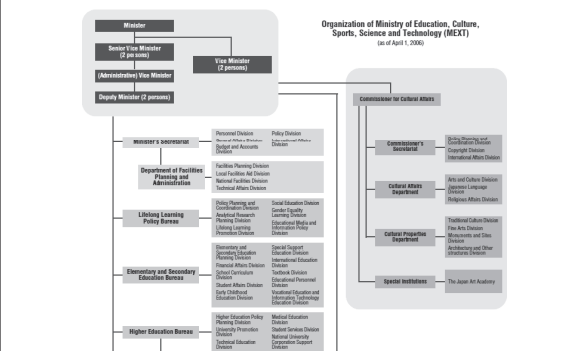 Organization of Ministry of Education, Culture,
Sports, Science and Technology (MEXT)
(as of April 1, 2006)
Minister
Senior Vice Minister
(2 persons)
Vice Minister
(2 persons)
(Administrative) Vice Minister
Deputy Minister (2 persons)
Minister's Secretariat
Personnel Division
Budget and Accounts
Division
Policy Division
Division
Department of Facilities
Planning and
Administration
Facilities Planning Division
Local Facilities Aid Division
National Facilities Division
Technical Affairs Division
Lifelong Learning
Policy Bureau
Policy Planning and
Coordination Division
Analytical Research
Planning Division
Lifelong Learning
Promotion Division
Social Education Division
Gender Equality
Learning Division
Educational Media and
Information Policy
Division
Elementary and Secondary
Education Bureau
Elementary and
Secondary Education
Planning Division
Financial Affairs Division
School Curriculum
Division
Student Affairs Division
Early Childhood
Education Division
Special Support
Education Division
International Education
Division
Textbook Division
Educational Personnel
Division
Vocational Education and
Information Technology
Education Division
Higher Education Bureau
Higher Education Policy
Planning Division
University Promotion
Division
Technical Education
Division
Medical Education
Division
Student Services Division
National University
Corporation Support
Division
Commissioner for Cultural Affairs
Commissioner's
Secretariat
Policy Planning and
Coordination Division
Copyright Division
International Affairs Division
Cultural Affairs
Department
Arts and Culture Division
Japanese Language
Division
Religious Affairs Division
Cultural Properties
Department
Traditional Culture Division
Fine Arts Division
Monuments and Sites
Division
Architecture and Other
structures Division
Special Institutions
The Japan Art Academy